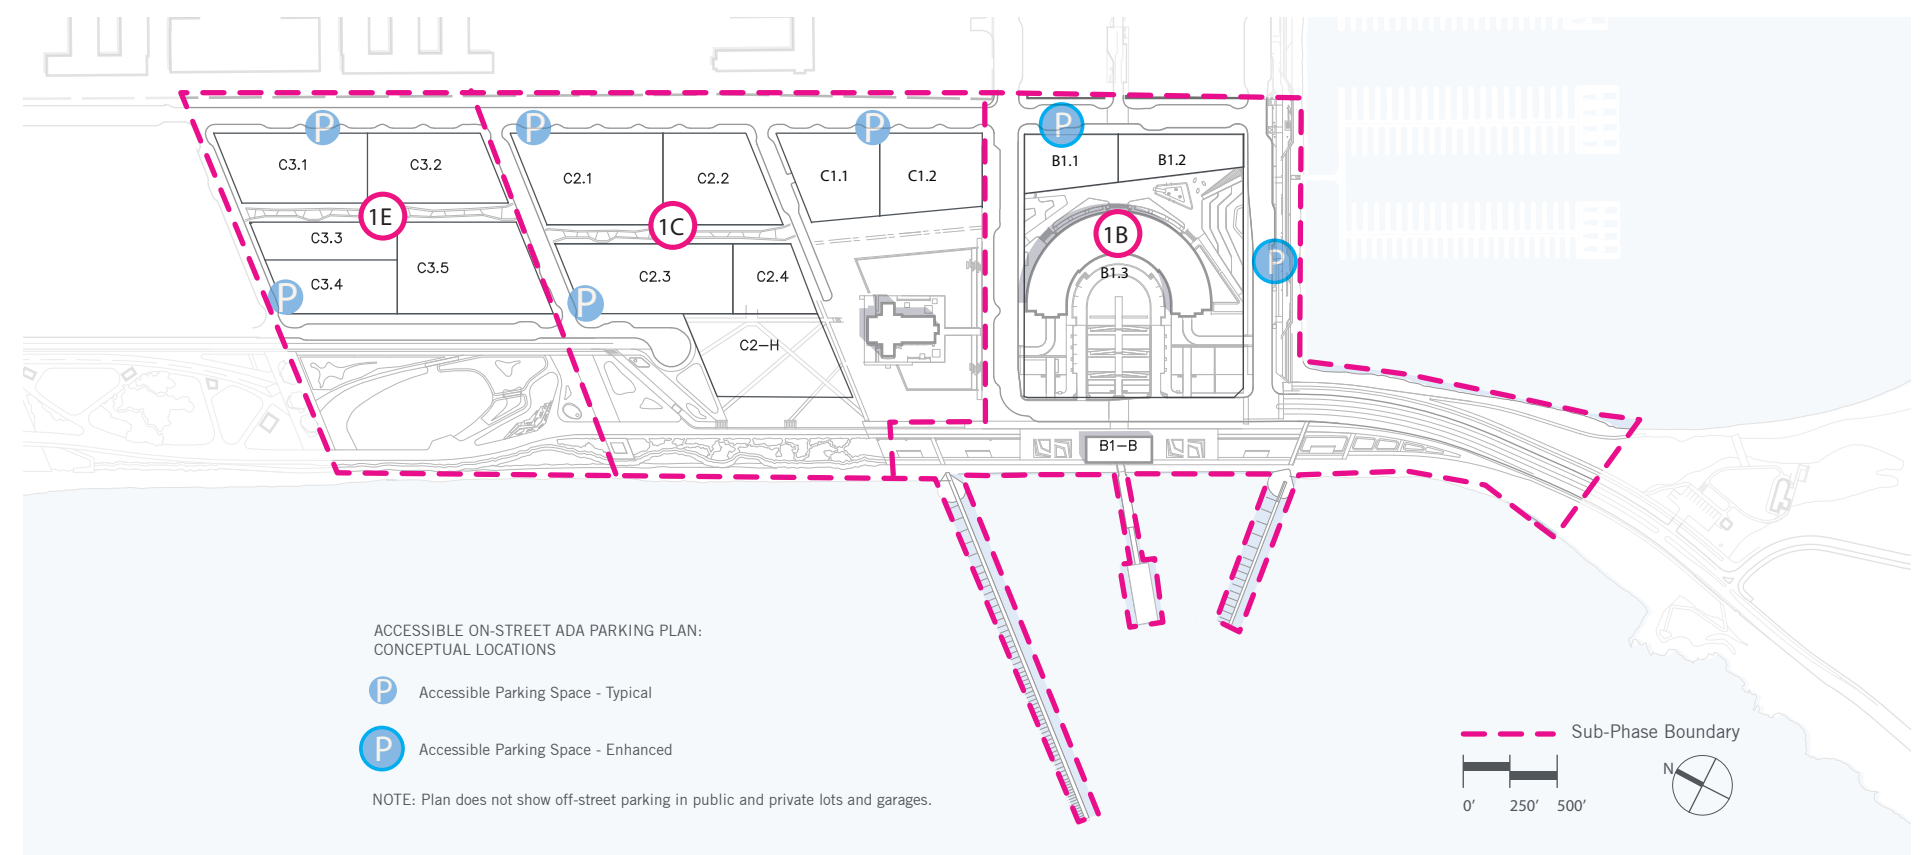 P
P
P
P
C3.1
C3.2
C2.1
C2.2
C1.1
C1.2
B1.1
B1.2
1E
1C
1B
C3.3
C3.4
C3.5
C2.3
C2.4
B1.3
P
P
P
C2-H
B1-B
ACCESSIBLE ON-STREET ADA PARKING PLAN:
CONCEPTUAL LOCATIONS
P Accessible Parking Space - Typical
P Accessible Parking Space - Enhanced
NOTE: Plan does not show off-street parking in public and private lots and garages.
Sub-Phase Boundary
N
0' 250' 500'